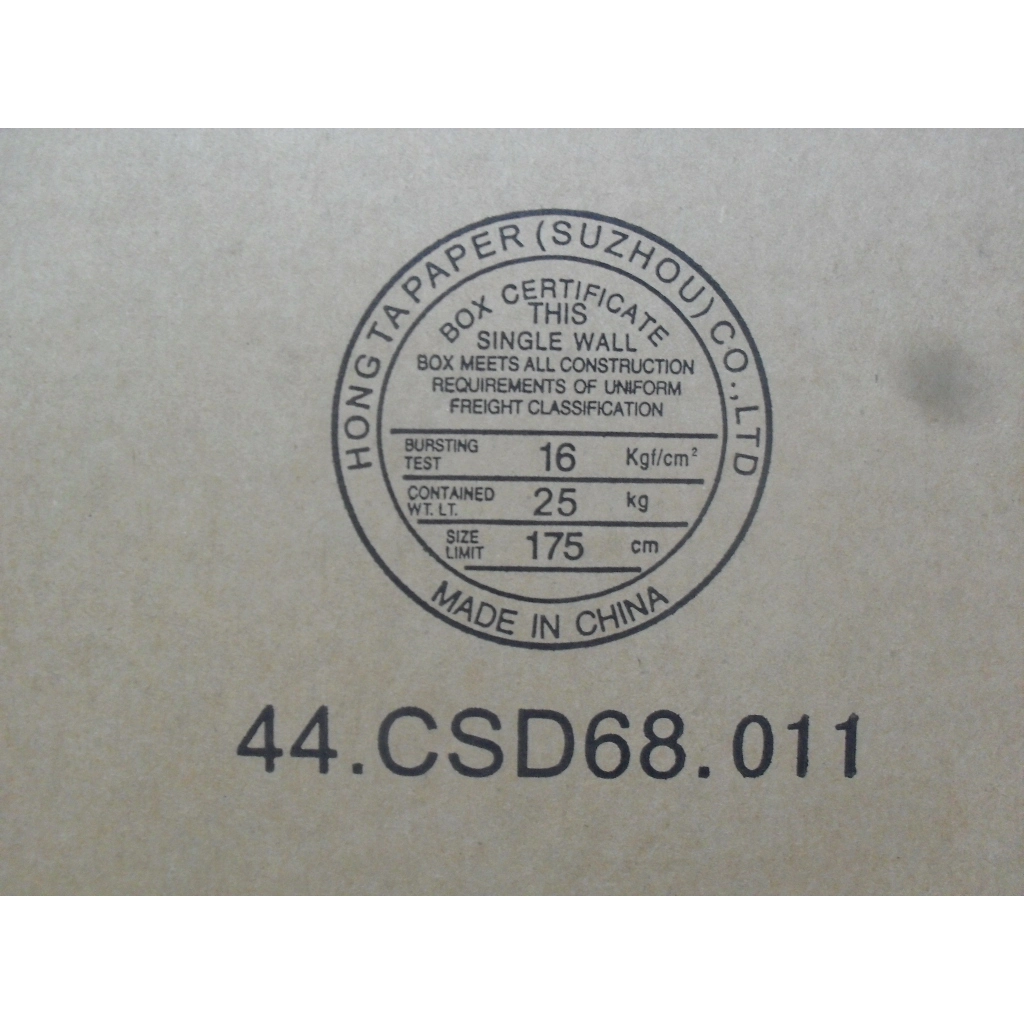 HONG TA PAPER (SUZHOU) CO.,LTD
BOX CERTIFICATE
THIS
SINGLE WALL
BOX MEETS ALL CONSTRUCTION
REQUIREMENTS OF UNIFORM
FREIGHT CLASSIFICATION
BURSTING TEST 16 Kgf/cm²
CONTAINED WT. LT. 25 kg
SIZE LIMIT 175 cm
MADE IN CHINA
44.CSD68.011